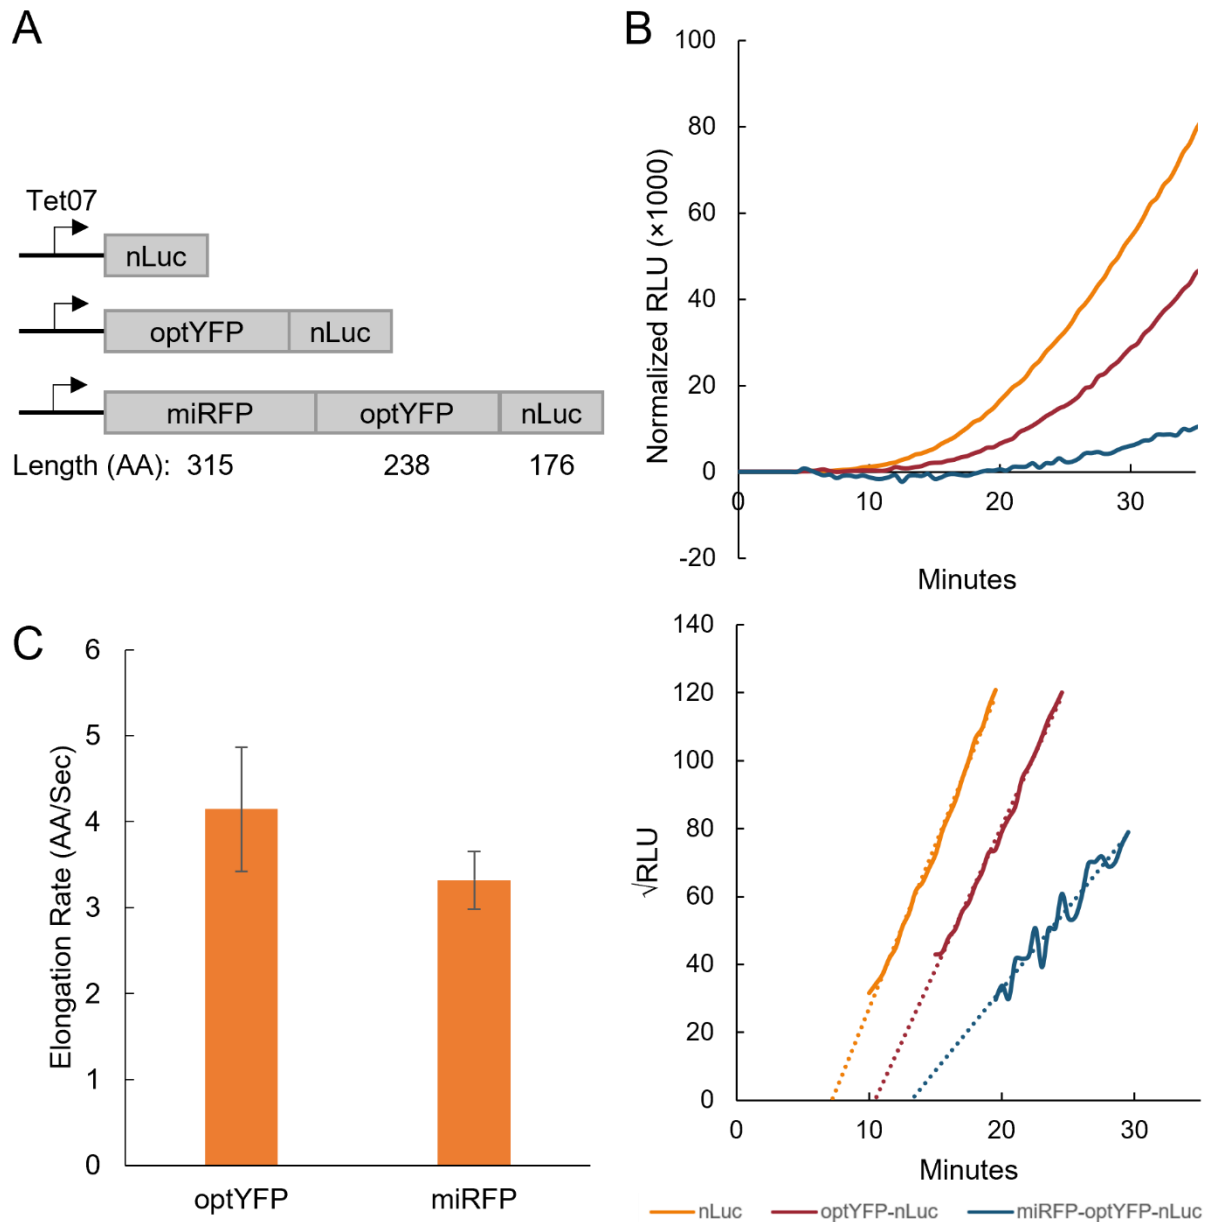 A
Tet07
nLuc
optYFP nLuc
miRFP optYFP nLuc
Length (AA): 315 238 176
B
Normalized RLU (×1000)
100
80
60
40
20
0
-20
0 10 20 30
Minutes
C
Elongation Rate (AA/Sec)
6
5
4
3
2
1
0
optYFP miRFP
√RLU
140
120
100
80
60
40
20
0
0 10 20 30
Minutes
nLuc optYFP-nLuc miRFP-optYFP-nLuc